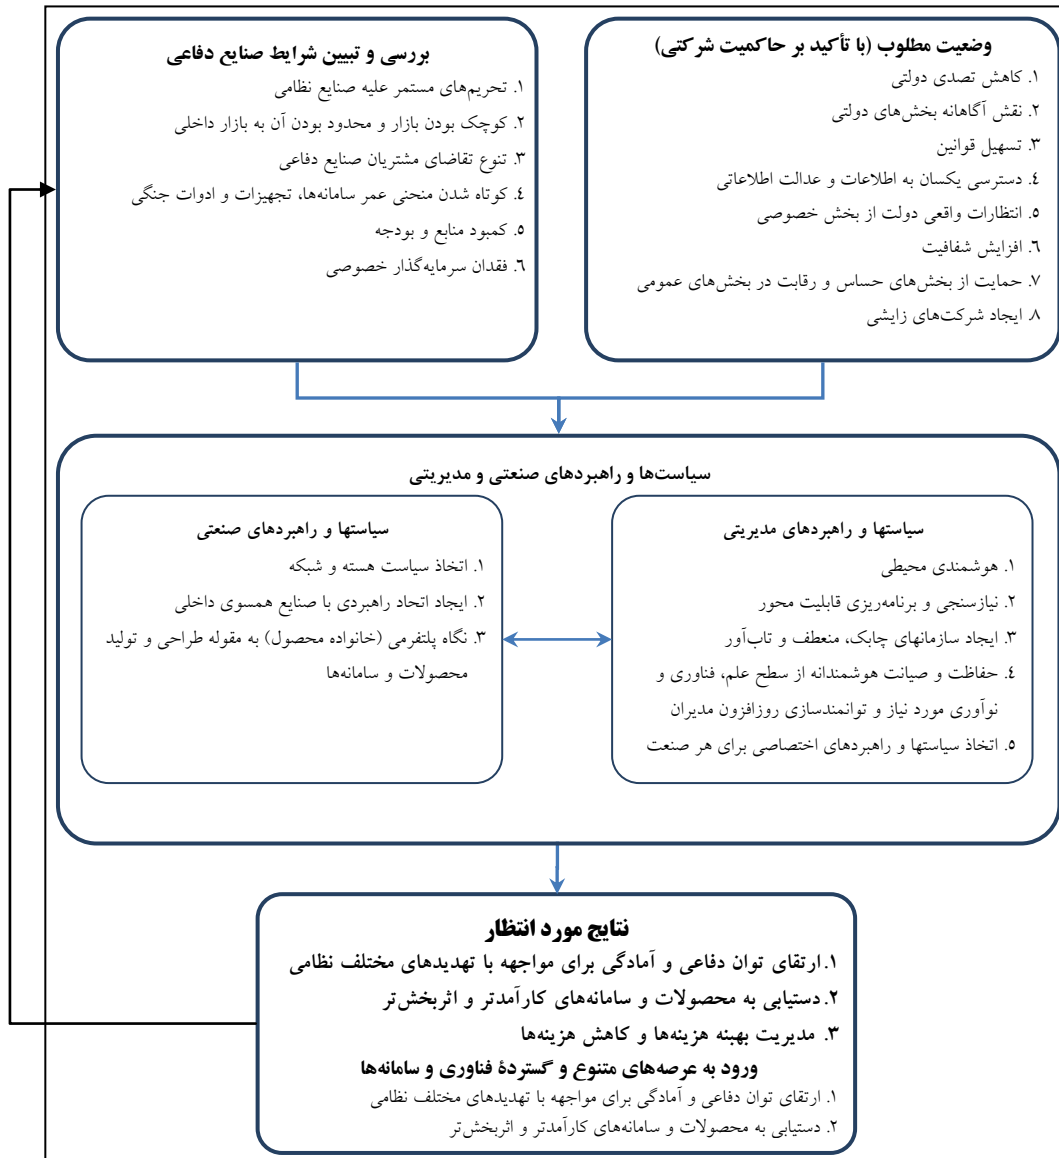 وضعیت مطلوب (با تأکید بر حاکمیت شرکتی)
۱. کاهش تصدی دولتی
۲. نقش آگاهانه بخش‌های دولتی
۳. تسهیل قوانین
٤. دسترسی یکسان به اطلاعات و عدالت اطلاعاتی
۵. انتظارات واقعی دولت از بخش خصوصی
٦. افزایش شفافیت
۷. حمایت از بخش‌های حساس و رقابت در بخش‌های عمومی
۸. ایجاد شرکت‌های زایشی
بررسی و تبیین شرایط صنایع دفاعی
۱. تحریم‌های مستمر علیه صنایع نظامی
۲. کوچک بودن بازار و محدود بودن آن به بازار داخلی
۳. تنوع تقاضای مشتریان صنایع دفاعی
٤. کوتاه شدن منحنی عمر سامانه‌ها، تجهیزات و ادوات جنگی
۵. کمبود منابع و بودجه
٦. فقدان سرمایه‌گذار خصوصی
سیاست‌ها و راهبردهای صنعتی و مدیریتی
سیاستها و راهبردهای مدیریتی
۱. هوشمندی محیطی
۲. نیازسنجی و برنامه‌ریزی قابلیت محور
۳. ایجاد سازمانهای چابک، منعطف و تاب‌آور
٤. حفاظت و صیانت هوشمندانه از سطح علم، فناوری و
نوآوری مورد نیاز و توانمندسازی روزافزون مدیران
۵. اتخاذ سیاستها و راهبردهای اختصاصی برای هر صنعت
سیاستها و راهبردهای صنعتی
۱. اتخاذ سیاست هسته و شبکه
۲. ایجاد اتحاد راهبردی با صنایع همسوی داخلی
۳. نگاه پلتفرمی (خانواده محصول) به مقوله طراحی و تولید
محصولات و سامانه‌ها
نتایج مورد انتظار
۱. ارتقای توان دفاعی و آمادگی برای مواجهه با تهدیدهای مختلف نظامی
۲. دستیابی به محصولات و سامانه‌های کارآمدتر و اثربخش‌تر
۳. مدیریت بهینه هزینه‌ها و کاهش هزینه‌ها
ورود به عرصه‌های متنوع و گستردهٔ فناوری و سامانه‌ها
۱. ارتقای توان دفاعی و آمادگی برای مواجهه با تهدیدهای مختلف نظامی
۲. دستیابی به محصولات و سامانه‌های کارآمدتر و اثربخش‌تر